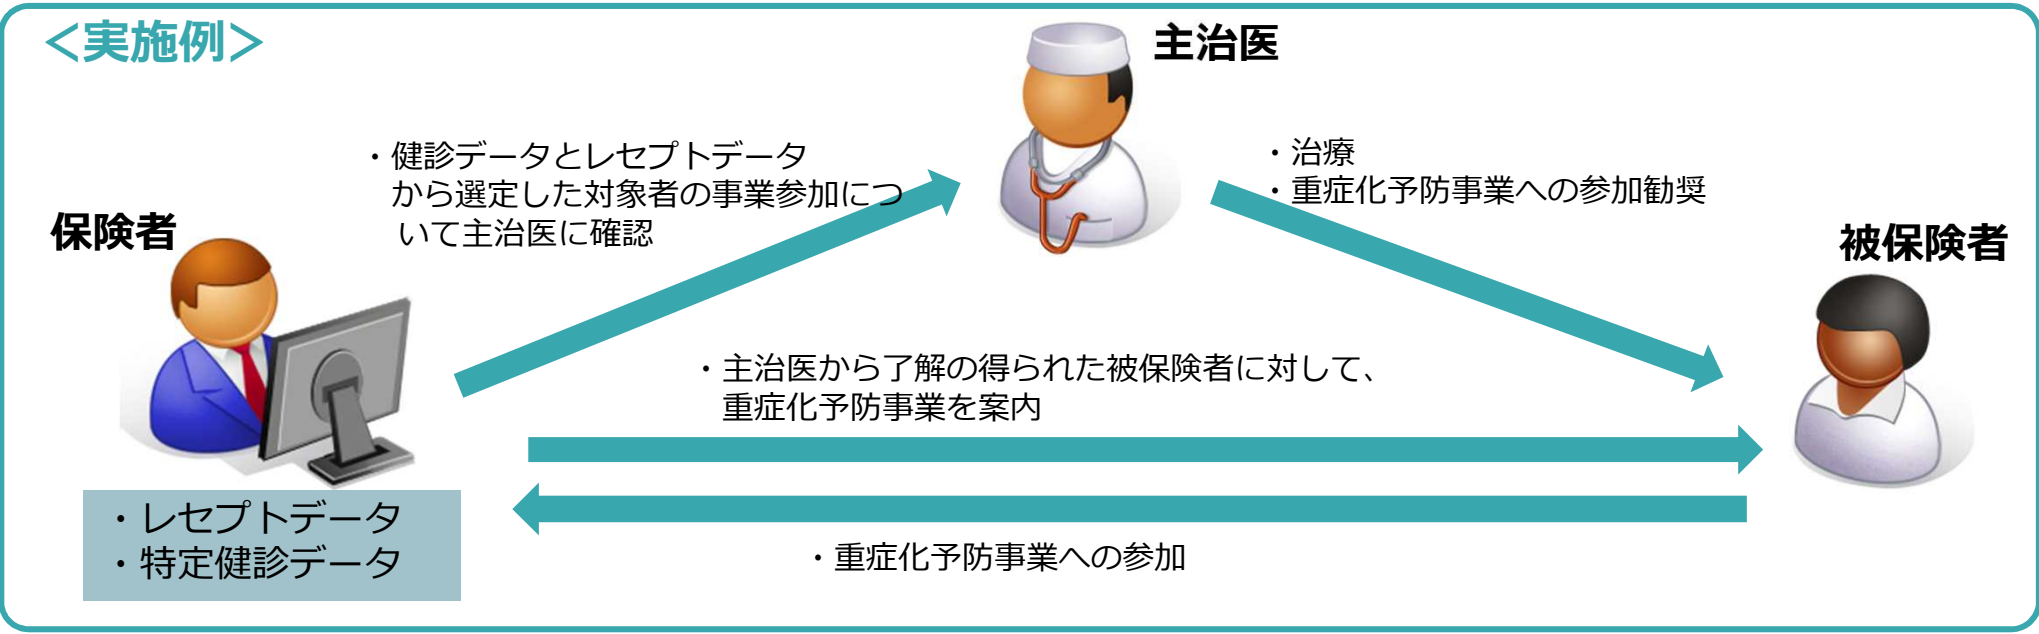 ＜実施例＞
主治医
・健診データとレセプトデータ
から選定した対象者の事業参加につ
いて主治医に確認
・治療
・重症化予防事業への参加勧奨
保険者
被保険者
・主治医から了解の得られた被保険者に対して、
重症化予防事業を案内
・レセプトデータ
・特定健診データ
・重症化予防事業への参加